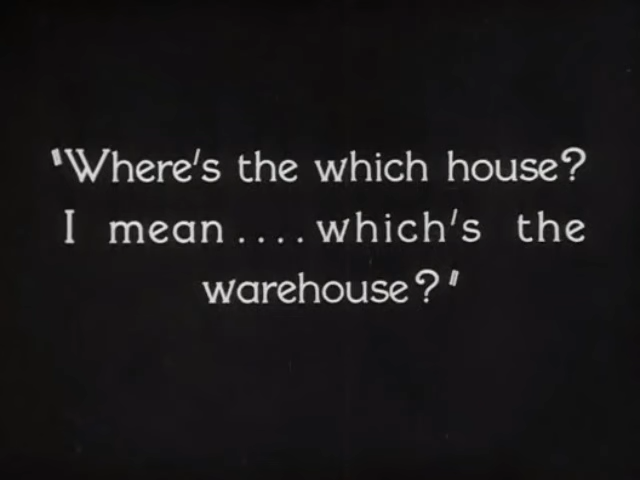 "Where's the which house?
I mean....which's the
warehouse?"